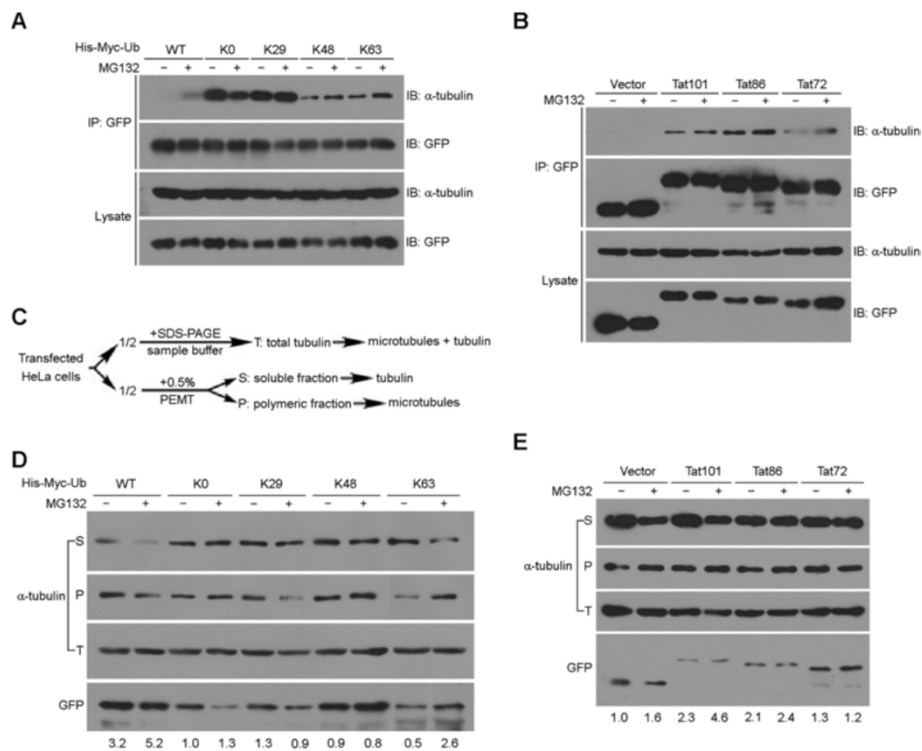 A
His-Myc-Ub WT K0 K29 K48 K63
MG132 – + – + – + – + – +
IP: GFP
IB: α-tubulin
IB: GFP
Lysate
IB: α-tubulin
IB: GFP
B
Vector Tat101 Tat86 Tat72
MG132 – + – + – + – +
IP: GFP
IB: α-tubulin
IB: GFP
Lysate
IB: α-tubulin
IB: GFP
C
Transfected
HeLa cells
1/2
+SDS-PAGE
sample buffer
T: total tubulin
microtubules + tubulin
1/2
+0.5%
PEMT
S: soluble fraction
tubulin
P: polymeric fraction
microtubules
D
His-Myc-Ub WT K0 K29 K48 K63
MG132 – + – + – + – + – +
α-tubulin
S
P
T
GFP
3.2 5.2 1.0 1.3 1.3 0.9 0.9 0.8 0.5 2.6
E
Vector Tat101 Tat86 Tat72
MG132 – + – + – + – +
α-tubulin
S
P
T
GFP
1.0 1.6 2.3 4.6 2.1 2.4 1.3 1.2